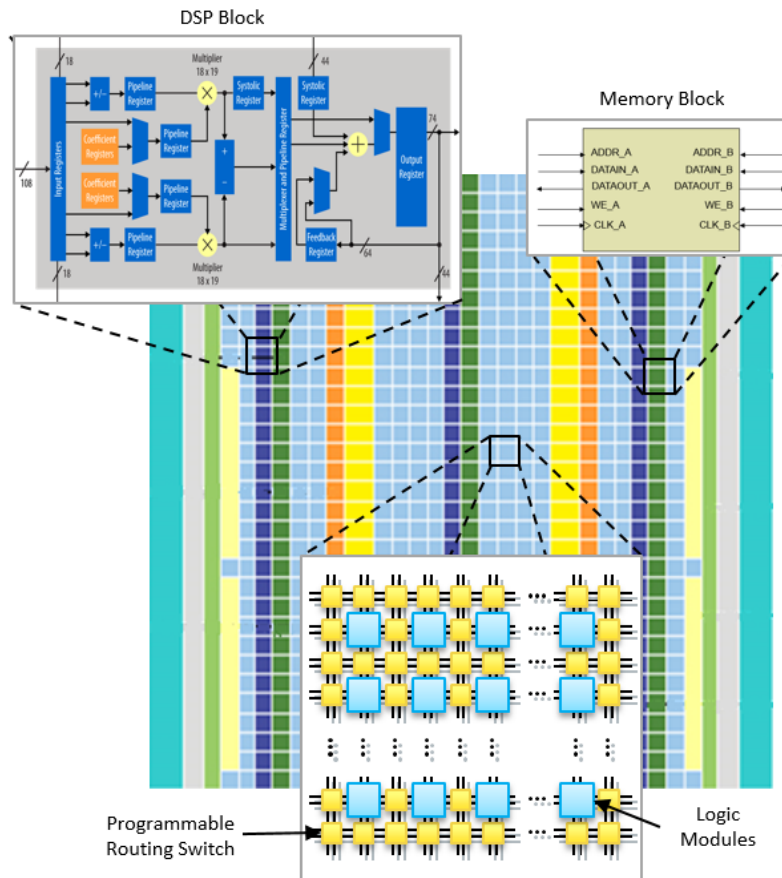 DSP Block
18
44
Multiplier
18 x 19
+/−
Pipeline
Register
×
Systolic
Register
Systolic
Register
74
Coefficient
Registers
Pipeline
Register
+
Input Registers
108
+
−
Multiplexer and Pipeline Register
Output
Register
Coefficient
Registers
Pipeline
Register
+/−
Pipeline
Register
×
Feedback
Register
64
18
Multiplier
18 x 19
44
Memory Block
ADDR_A
ADDR_B
DATAIN_A
DATAIN_B
DATAOUT_A
DATAOUT_B
WE_A
WE_B
CLK_A
CLK_B
Programmable
Routing Switch
Logic
Modules